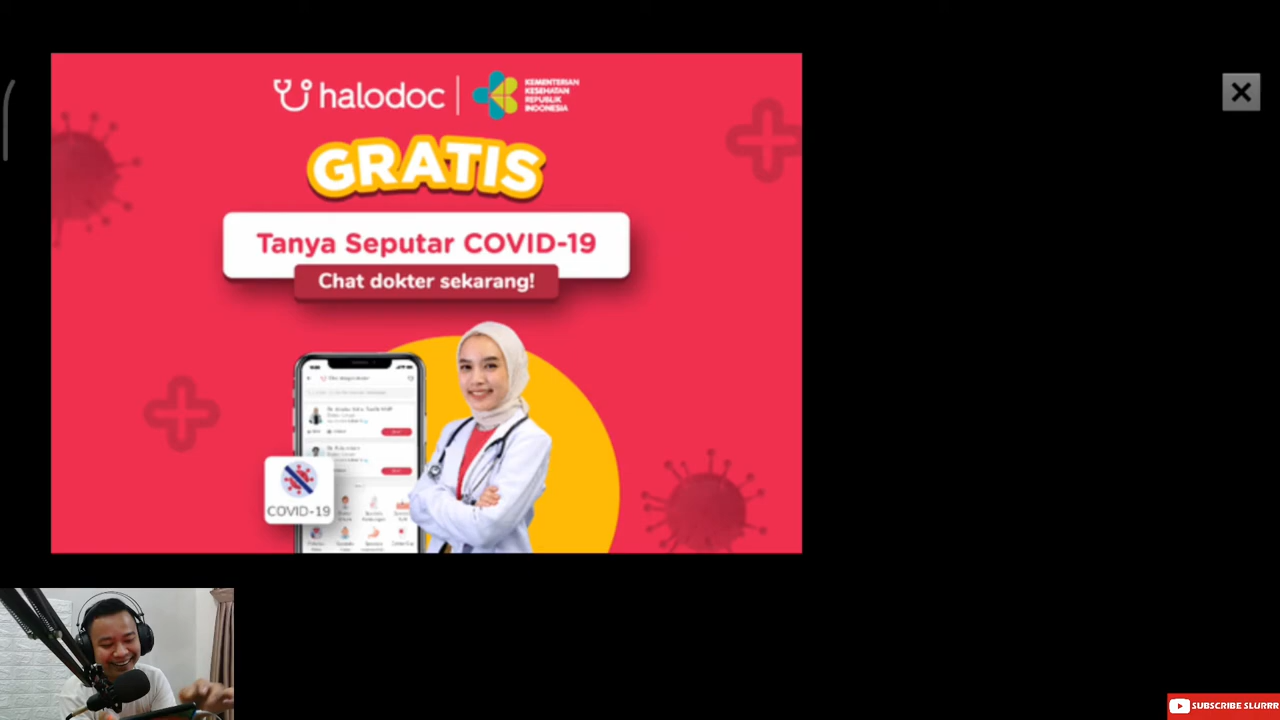 halodoc
KEMENTERIAN
KESEHATAN
REPUBLIK
INDONESIA
GRATIS
Tanya Seputar COVID-19
Chat dokter sekarang!
COVID-19
SUBSCRIBE SLURRR